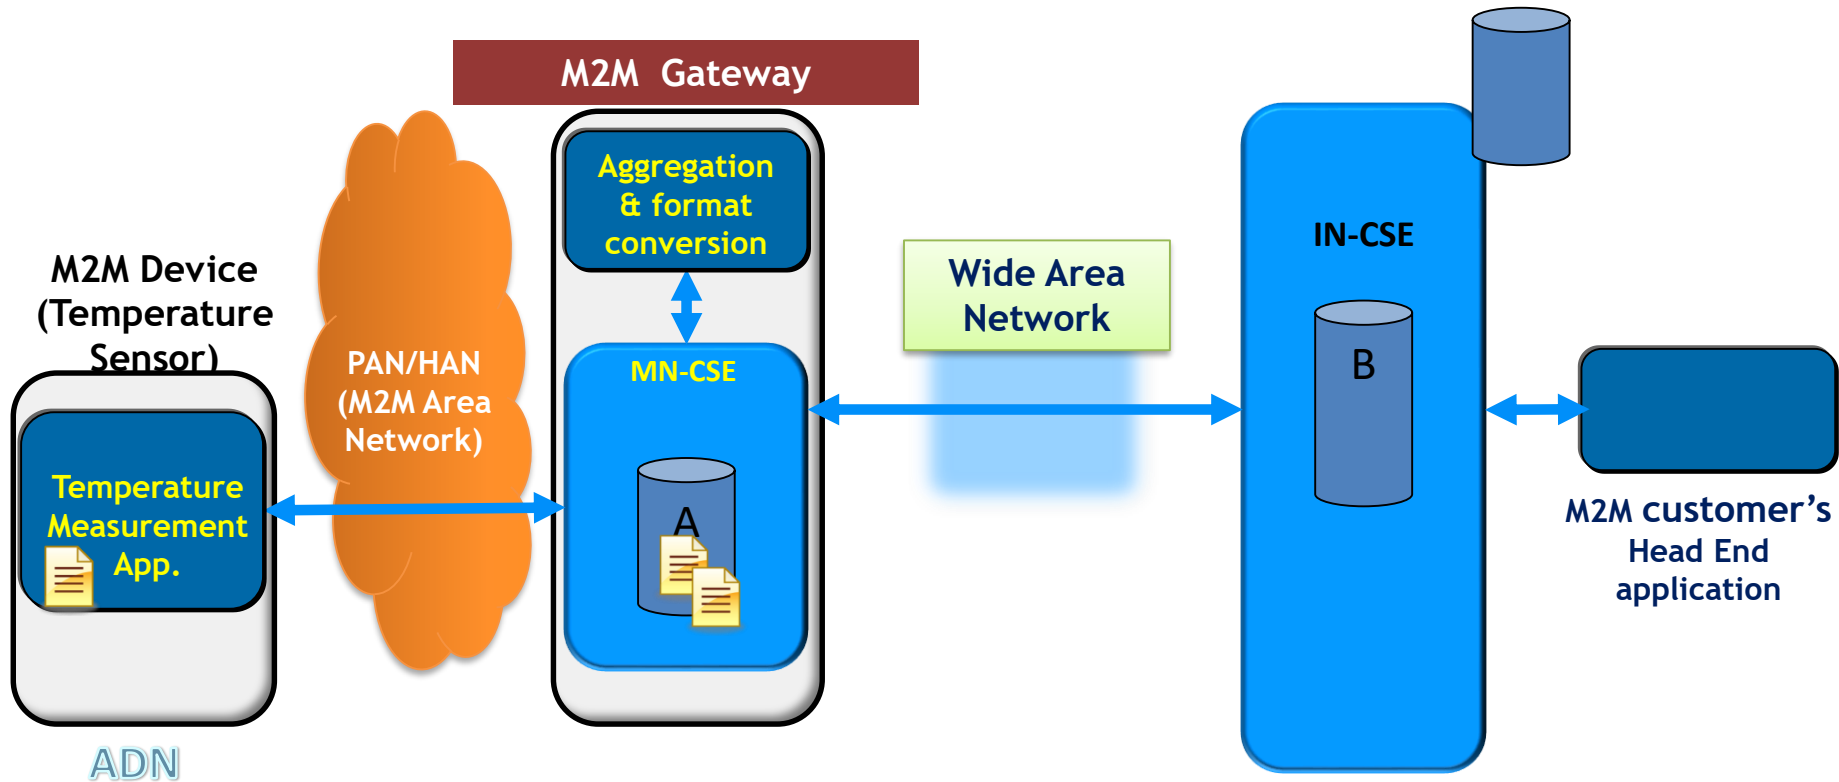 M2M  Gateway
Aggregation
& format
conversion
M2M Device
(Temperature
Sensor)
PAN/HAN
(M2M Area
Network)
MN-CSE
A
Temperature
Measurement
App.
ADN
Wide Area
Network
IN-CSE
B
M2M customer’s
Head End
application